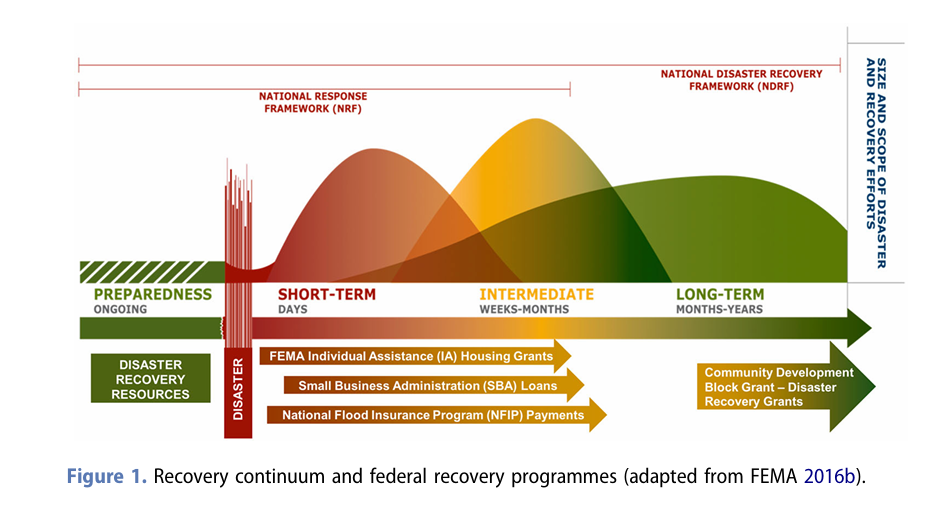 NATIONAL DISASTER RECOVERY
FRAMEWORK (NDRF)
NATIONAL RESPONSE
FRAMEWORK (NRF)
SIZE AND SCOPE OF DISASTER
AND RECOVERY EFFORTS
PREPAREDNESS
ONGOING
SHORT-TERM
DAYS
INTERMEDIATE
WEEKS-MONTHS
LONG-TERM
MONTHS-YEARS
DISASTER
RECOVERY
RESOURCES
DISASTER
FEMA Individual Assistance (IA) Housing Grants
Small Business Administration (SBA) Loans
National Flood Insurance Program (NFIP) Payments
Community Development
Block Grant – Disaster
Recovery Grants
Figure 1. Recovery continuum and federal recovery programmes (adapted from FEMA 2016b).